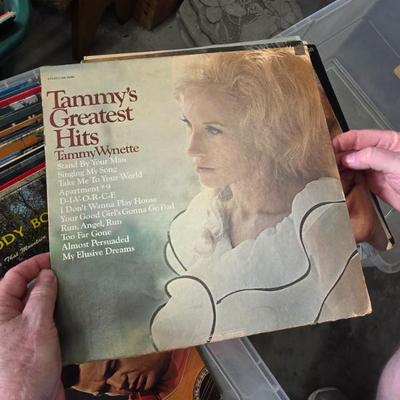 Tammy's
Greatest
Hits
Tammy Wynette
Stand By Your Man
Singing My Song
Take Me To Your World
Apartment #9
D-I-V-O-R-C-E
I Don't Wanna Play House
Your Good Girl's Gonna Go Bad
Run, Angel, Run
Too Far Gone
Almost Persuaded
My Elusive Dreams
ODY BO